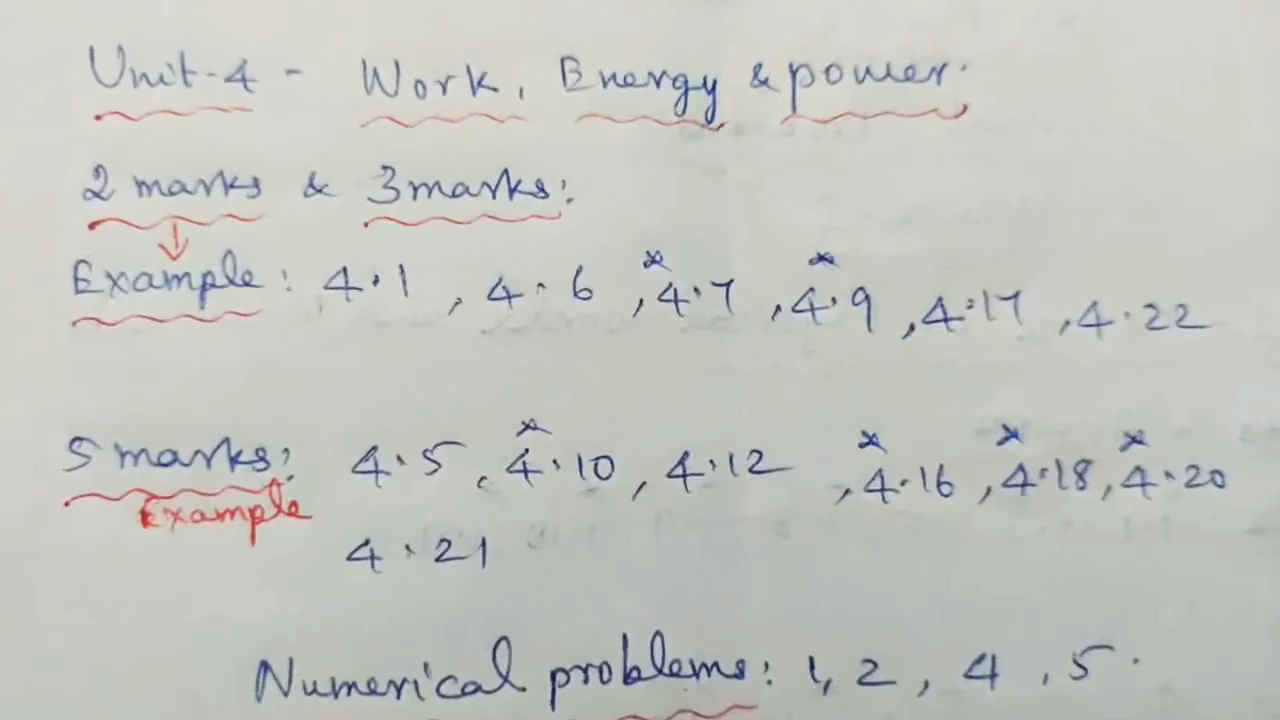 Unit-4 - Work, Energy & power.
2 marks & 3 marks:
Example: 4.1, 4.6, *4.7, *4.9, 4.17, 4.22
5 marks: 4.5, *4.10, 4.12, *4.16, *4.18, *4.20
Example
4.21
Numerical problems: 1, 2, 4, 5.